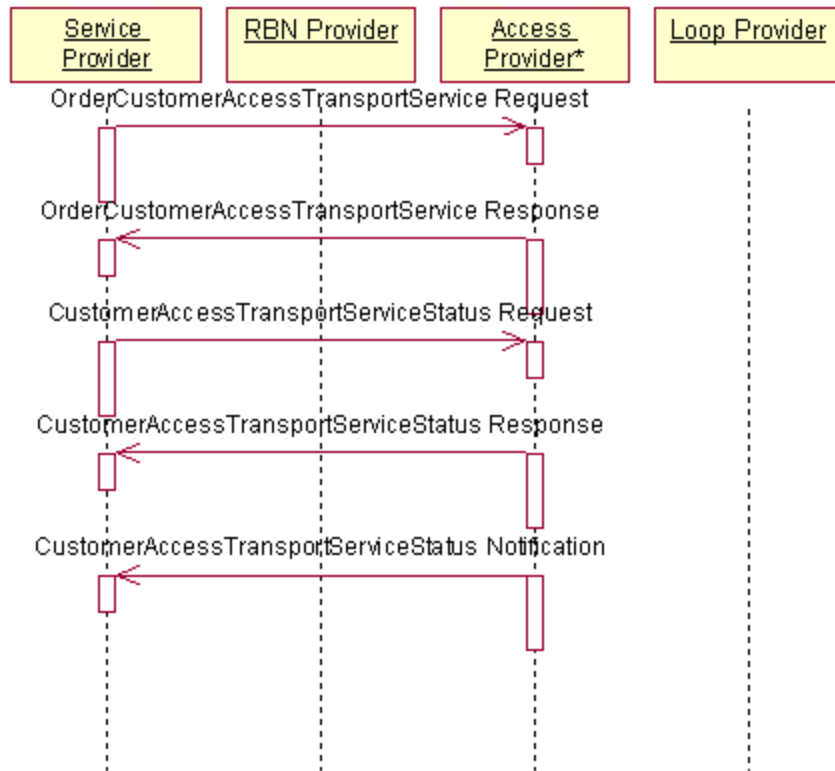 Service
Provider
RBN Provider
Access
Provider*
Loop Provider
OrderCustomerAccessTransportService Request
OrderCustomerAccessTransportService Response
CustomerAccessTransportServiceStatus Request
CustomerAccessTransportServiceStatus Response
CustomerAccessTransportServiceStatus Notification